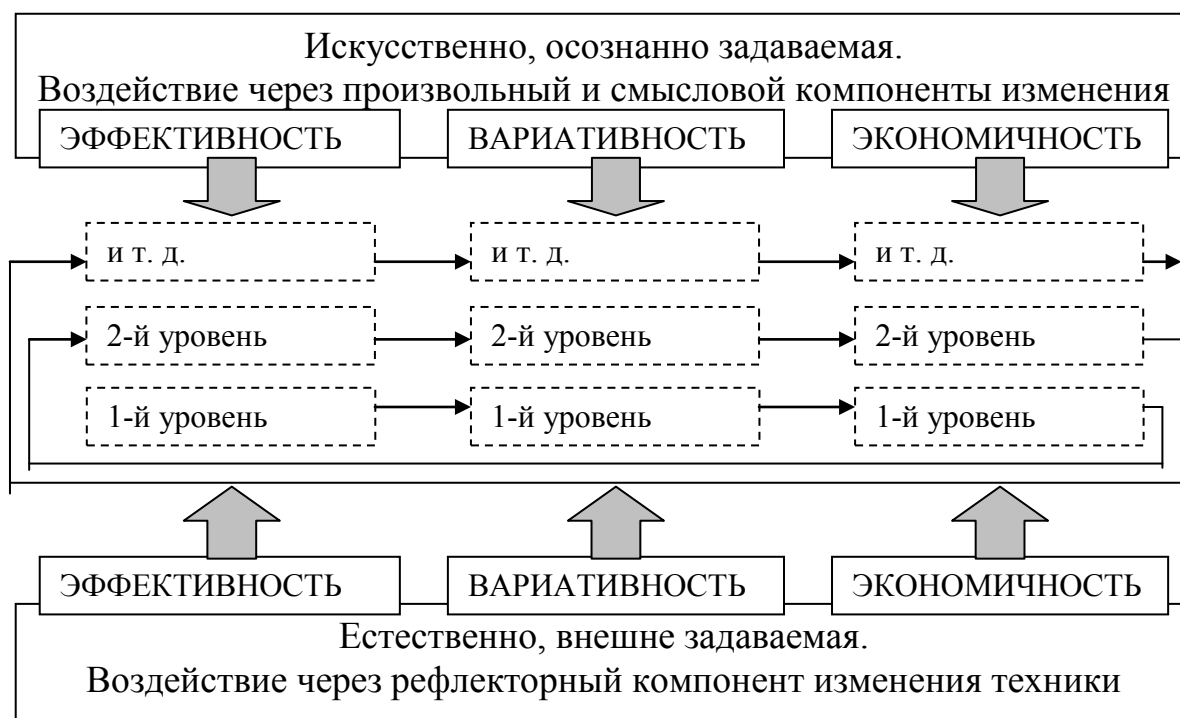 Искусственно, осознанно задаваемая.
Воздействие через произвольный и смысловой компоненты изменения
ЭФФЕКТИВНОСТЬ ВАРИАТИВНОСТЬ ЭКОНОМИЧНОСТЬ
и т. д. и т. д. и т. д.
2-й уровень 2-й уровень 2-й уровень
1-й уровень 1-й уровень 1-й уровень
ЭФФЕКТИВНОСТЬ ВАРИАТИВНОСТЬ ЭКОНОМИЧНОСТЬ
Естественно, внешне задаваемая.
Воздействие через рефлекторный компонент изменения техники